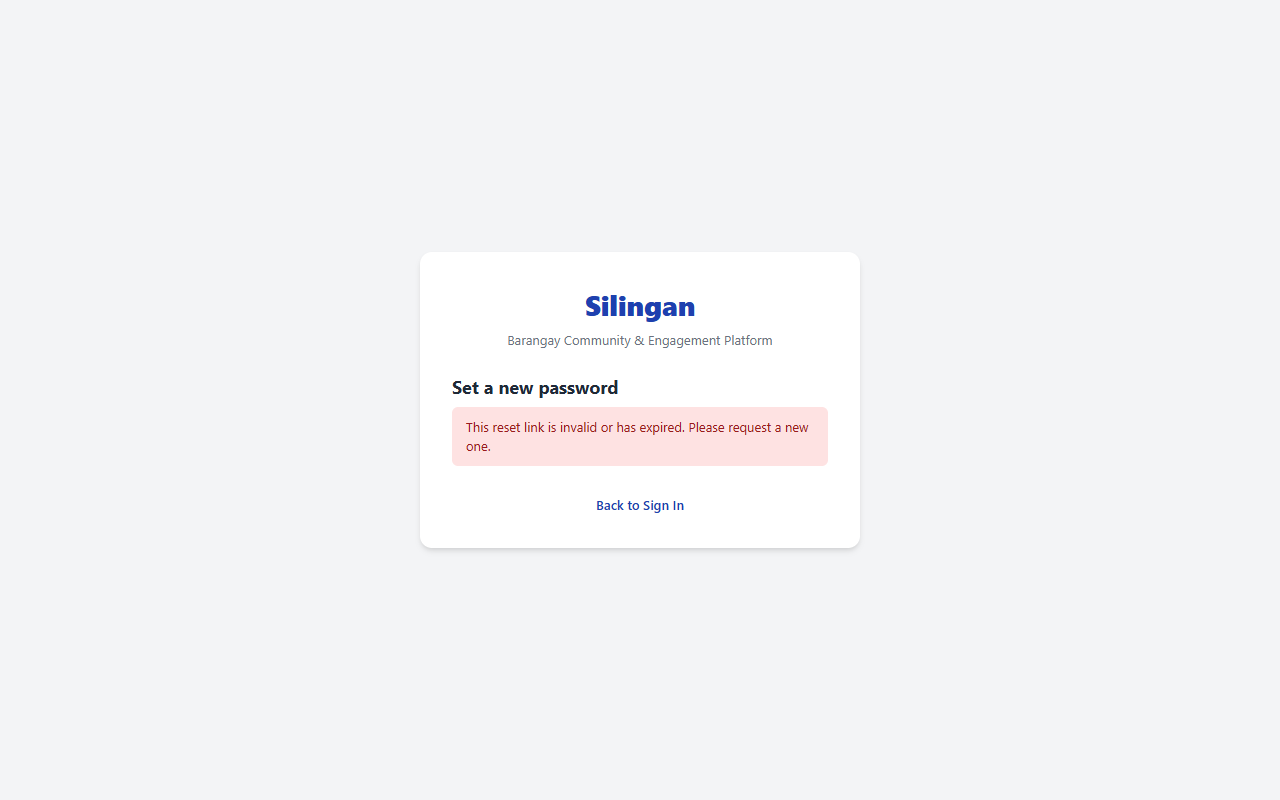 Silingan
Barangay Community & Engagement Platform
Set a new password
This reset link is invalid or has expired. Please request a new
one.
Back to Sign In